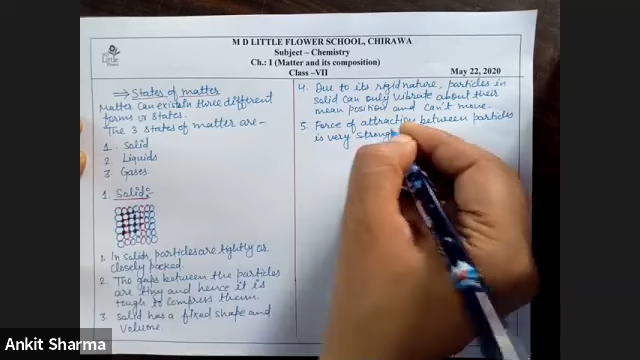 M D LITTLE FLOWER SCHOOL, CHIRAWA
Subject – Chemistry
Ch.: I (Matter and its composition)
Class –VII
May 22, 2020
Little
Flower
⇒ States of matter
Matter can exist in three different
forms or states.
The 3 states of matter are -
1. Solid
2. Liquids
3. Gases
1. Solid:-
1. In solids, particles are tightly or
closely packed.
2. The gaps between the particles
are tiny and hence it is
tough to compress them.
3. Solid has a fixed shape and
volume.
4. Due to its rigid nature, particles in
solid can only vibrate about their
mean position and can't move.
5. Force of attraction between particles
is very strong
Ankit Sharma